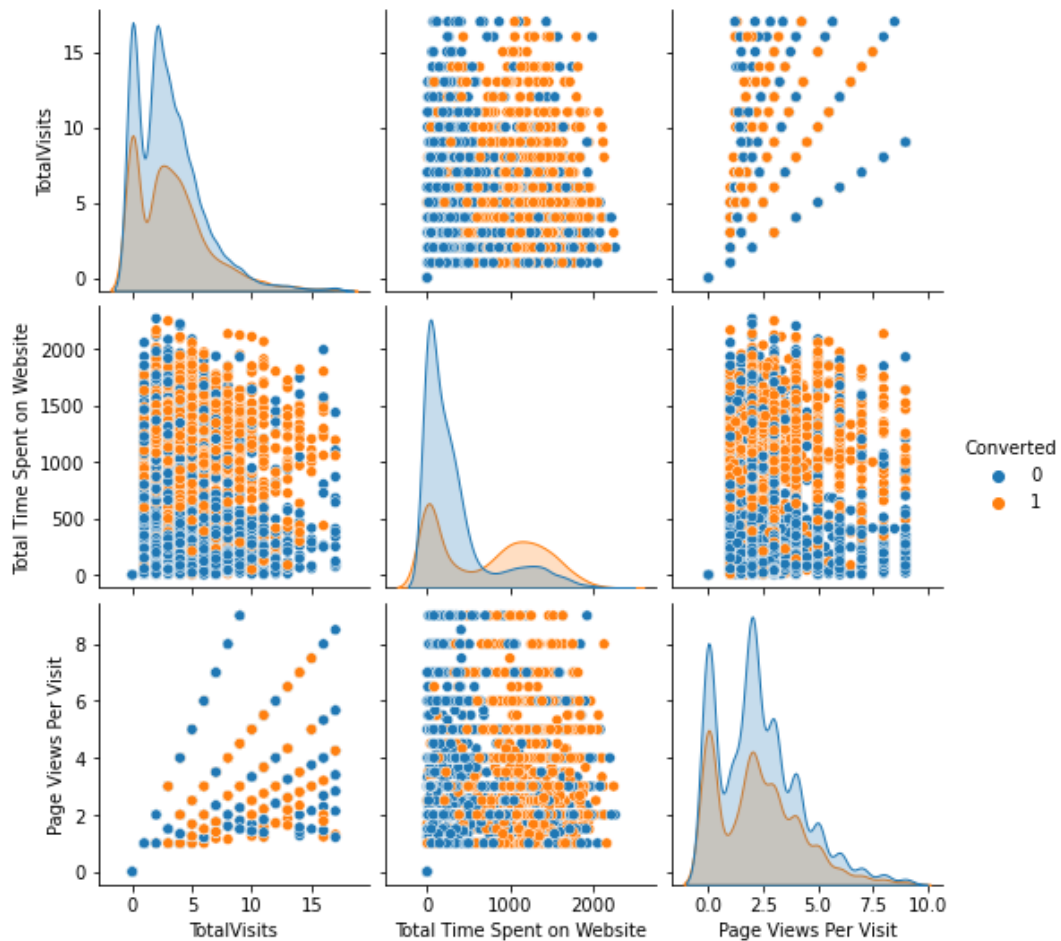 TotalVisits
15
10
5
0
Total Time Spent on Website
2000
1500
1000
500
0
Converted
0
1
Page Views Per Visit
8
6
4
2
0
0 5 10 15
0 1000 2000
0.0 2.5 5.0 7.5 10.0
TotalVisits
Total Time Spent on Website
Page Views Per Visit